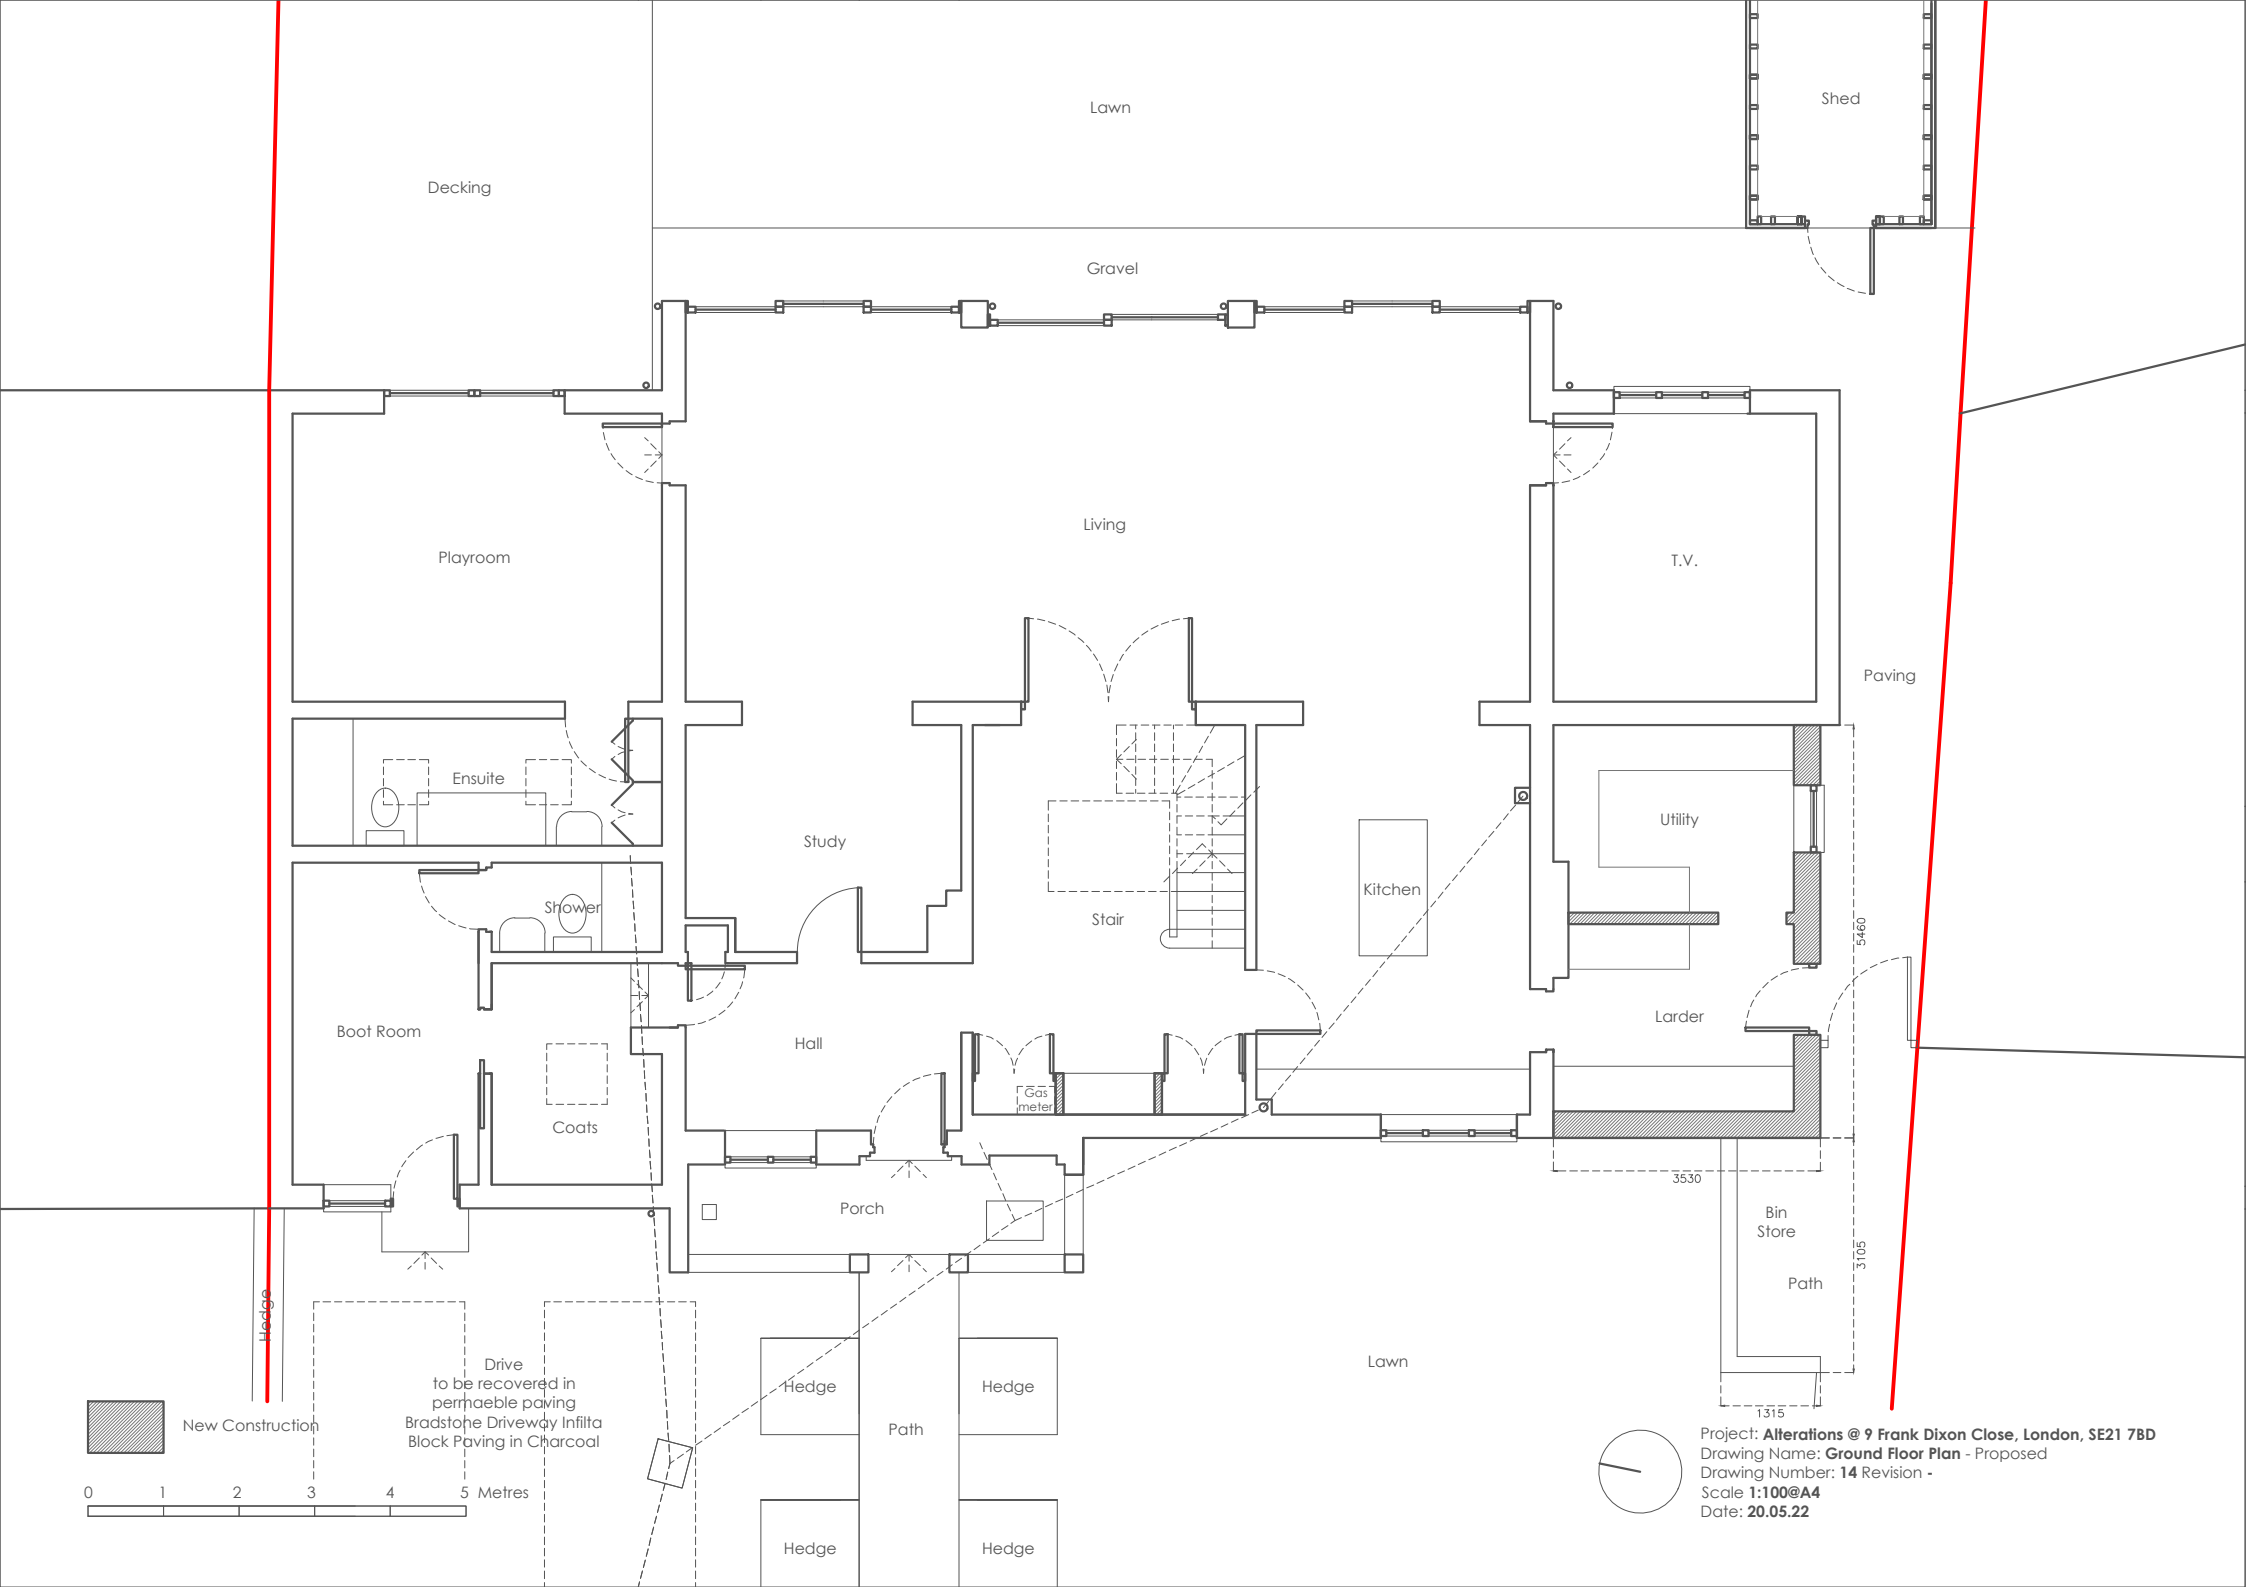 Lawn
Shed
Decking
Gravel
Living
Playroom
T.V.
Paving
Ensuite
Utility
Study
Kitchen
Shower
Stair
5460
Larder
Boot Room
Hall
Gas
meter
Coats
3530
Porch
Bin
Store
3105
Path
Hedge
Drive
to be recovered in
permaeble paving
Bradstone Driveway Infilta
Block Paving in Charcoal
Lawn
Hedge
Hedge
1315
New Construction
Path
0 1 2 3 4 5 Metres
Hedge
Hedge
Project: Alterations @ 9 Frank Dixon Close, London, SE21 7BD
Drawing Name: Ground Floor Plan - Proposed
Drawing Number: 14 Revision -
Scale 1:100@A4
Date: 20.05.22